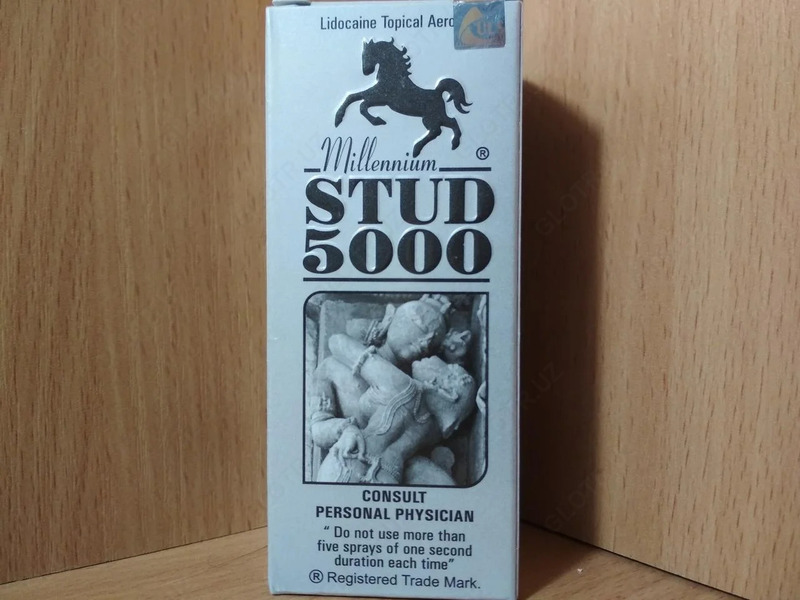 Lidocaine Topical
Millennium ®
STUD
5000
CONSULT
PERSONAL PHYSICIAN
“ Do not use more than
five sprays of one second
duration each time”
® Registered Trade Mark.